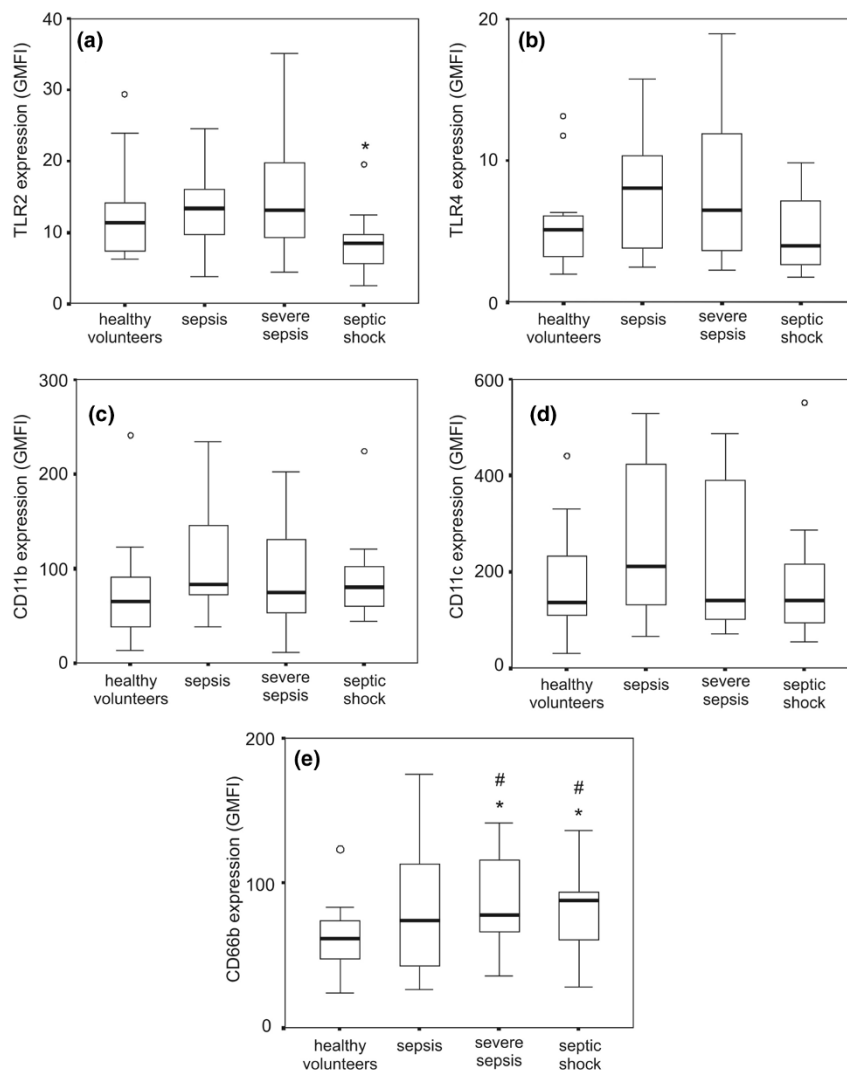 (a)
TLR2 expression (GMFI)
40
30
20
10
0
*
healthy
volunteers
sepsis
severe
sepsis
septic
shock
(b)
TLR4 expression (GMFI)
20
10
0
healthy
volunteers
sepsis
severe
sepsis
septic
shock
(c)
CD11b expression (GMFI)
300
200
100
0
healthy
volunteers
sepsis
severe
sepsis
septic
shock
(d)
CD11c expression (GMFI)
600
400
200
0
healthy
volunteers
sepsis
severe
sepsis
septic
shock
(e)
CD66b expression (GMFI)
200
100
0
#
*
#
*
healthy
volunteers
sepsis
severe
sepsis
septic
shock